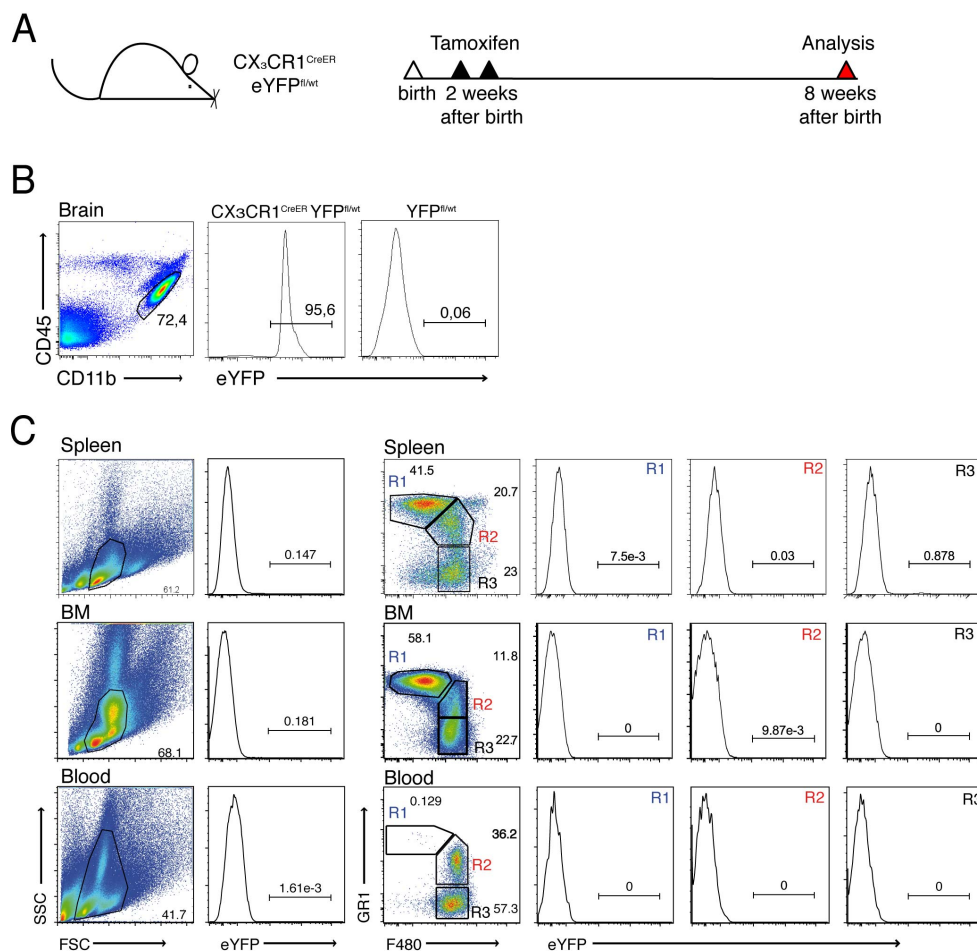 A
CX₃CR1CreER
eYFPfl/wt
Tamoxifen
Analysis
birth
2 weeks
after birth
8 weeks
after birth
B
Brain
CX₃CR1CreER YFPfl/wt
YFPfl/wt
72,4
95,6
0,06
CD45
CD11b
eYFP
C
Spleen
0.147
61.2
Spleen
R1
41.5
20.7
R2
R3
23
R1
7.5e-3
R2
0.03
R3
0.878
BM
68.1
0.181
58.1
R1
11.8
R2
R3
22.7
R1
0
R2
9.87e-3
R3
0
Blood
41.7
1.61e-3
Blood
R1
0.129
36.2
R2
R3
57.3
R1
0
R2
0
R3
0
SSC
FSC
eYFP
GR1
F480
eYFP